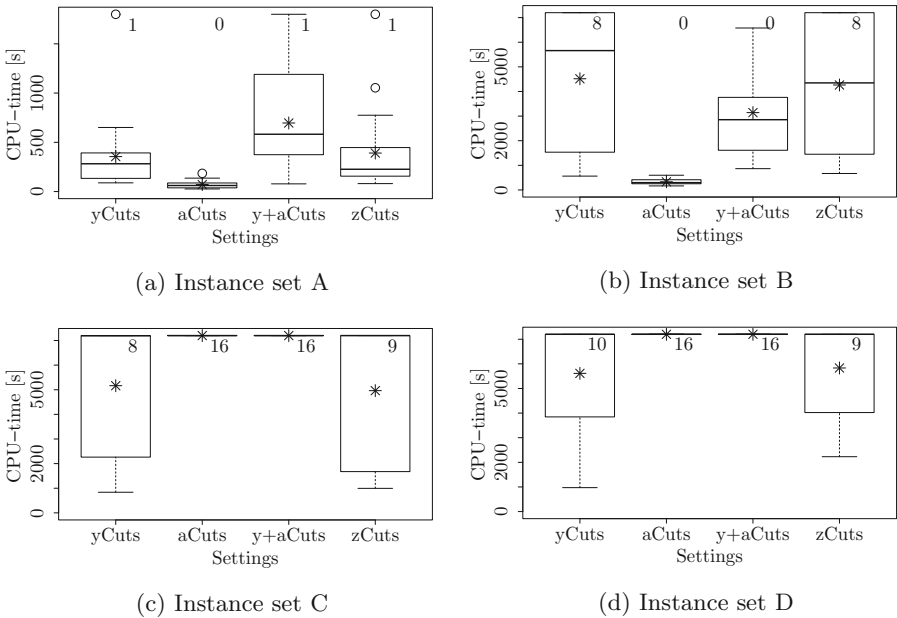 CPU−time [s]
0 500 1000
1 0 1 1
yCuts aCuts y+aCuts zCuts
Settings
(a) Instance set A
CPU−time [s]
0 2000 5000
8 0 0 8
yCuts aCuts y+aCuts zCuts
Settings
(b) Instance set B
CPU−time [s]
0 2000 5000
8 16 16 9
yCuts aCuts y+aCuts zCuts
Settings
(c) Instance set C
CPU−time [s]
0 2000 5000
10 16 16 9
yCuts aCuts y+aCuts zCuts
Settings
(d) Instance set D